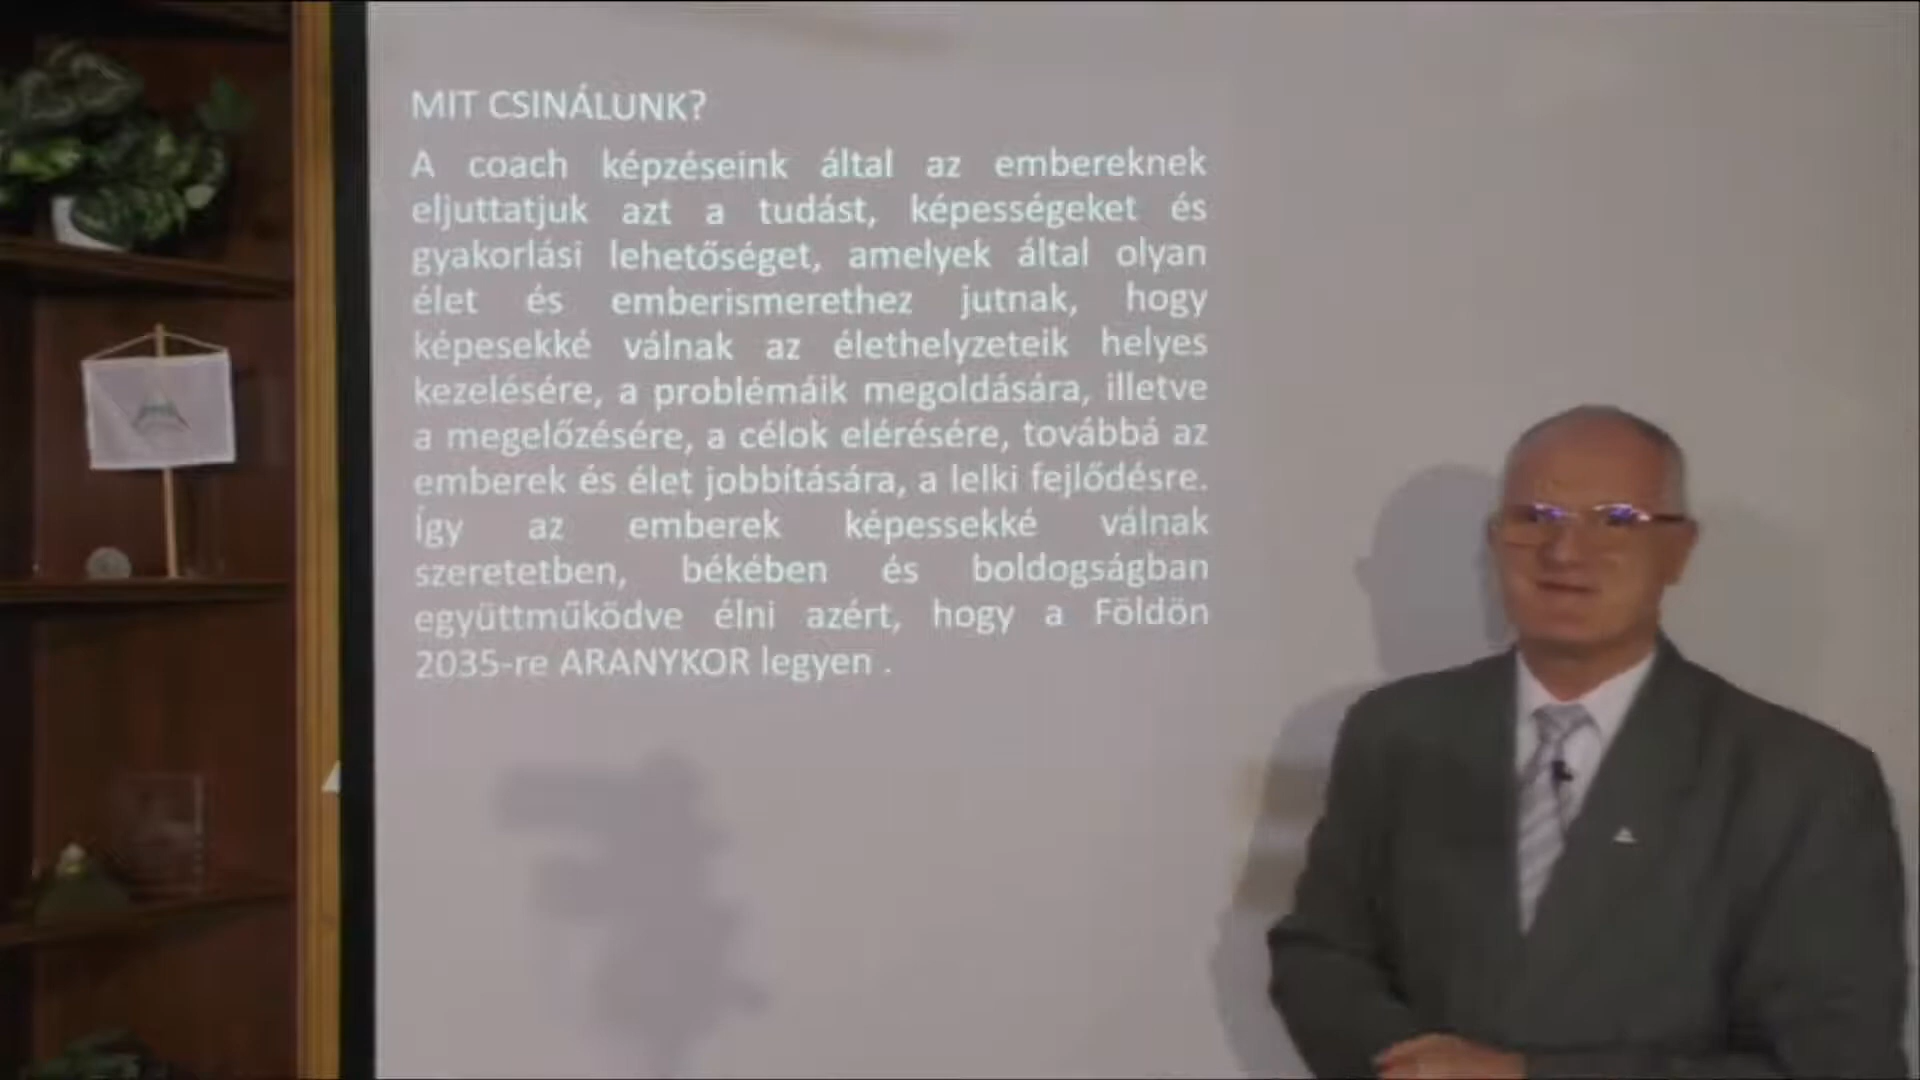 MIT CSINÁLUNK?
A coach képzéseink által az embereknek
eljuttatjuk azt a tudást, képességeket és
gyakorlási lehetőséget, amelyek által olyan
élet és emberismerethez jutnak, hogy
képesekké válnak az élethelyzeteik helyes
kezelésére, a problémáik megoldására, illetve
a megelőzésére, a célok elérésére, továbbá az
emberek és élet jobbítására, a lelki fejlődésre.
Így az emberek képessekké válnak
szeretetben, békében és boldogságban
együttműködve élni azért, hogy a Földön
2035-re ARANYKOR legyen .